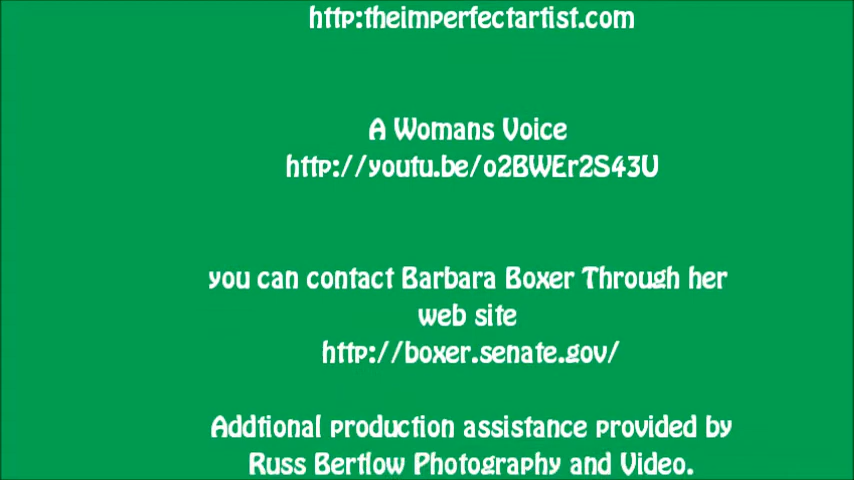 http:theimperfectartist.com
A Womans Voice
http://youtu.be/o2BWEr2S43U
you can contact Barbara Boxer Through her
web site
http://boxer.senate.gov/
Addtional production assistance provided by
Russ Bertlow Photography and Video.